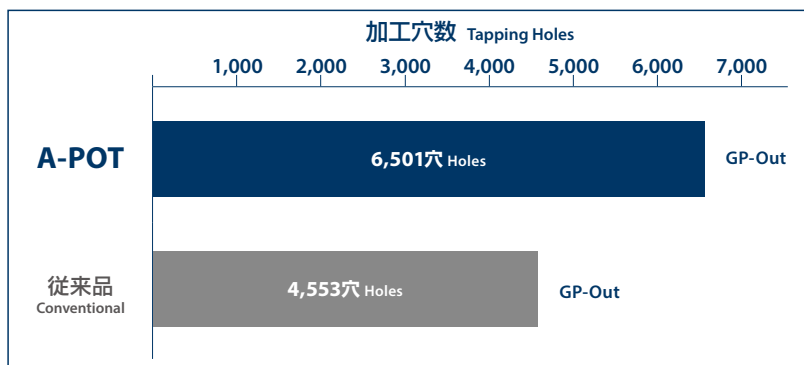 加工穴数 Tapping Holes
1,000 2,000 3,000 4,000 5,000 6,000 7,000
A-POT
6,501穴 Holes
GP-Out
従来品
Conventional
4,553穴 Holes
GP-Out